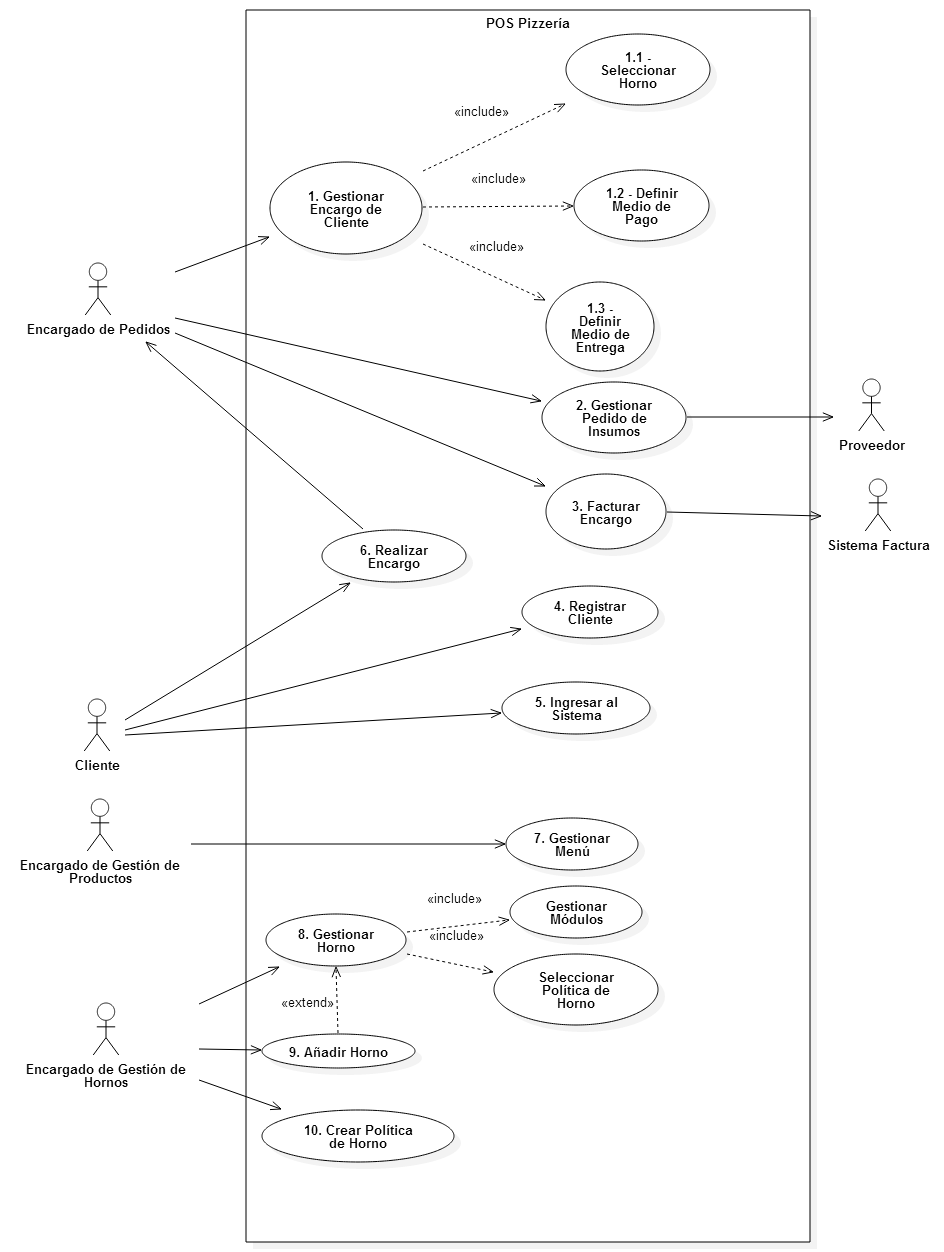 POS Pizzería
1.1 -
Seleccionar
Horno
«include»
1. Gestionar
Encargo de
Cliente
«include»
1.2 - Definir
Medio de
Pago
«include»
1.3 -
Definir
Medio de
Entrega
Encargado de Pedidos
2. Gestionar
Pedido de
Insumos
Proveedor
3. Facturar
Encargo
Sistema Factura
6. Realizar
Encargo
4. Registrar
Cliente
5. Ingresar al
Sistema
Cliente
7. Gestionar
Menú
Encargado de Gestión de
Productos
«include»
Gestionar
Módulos
8. Gestionar
Horno
«include»
Seleccionar
Política de
Horno
«extend»
9. Añadir Horno
Encargado de Gestión de
Hornos
10. Crear Política
de Horno